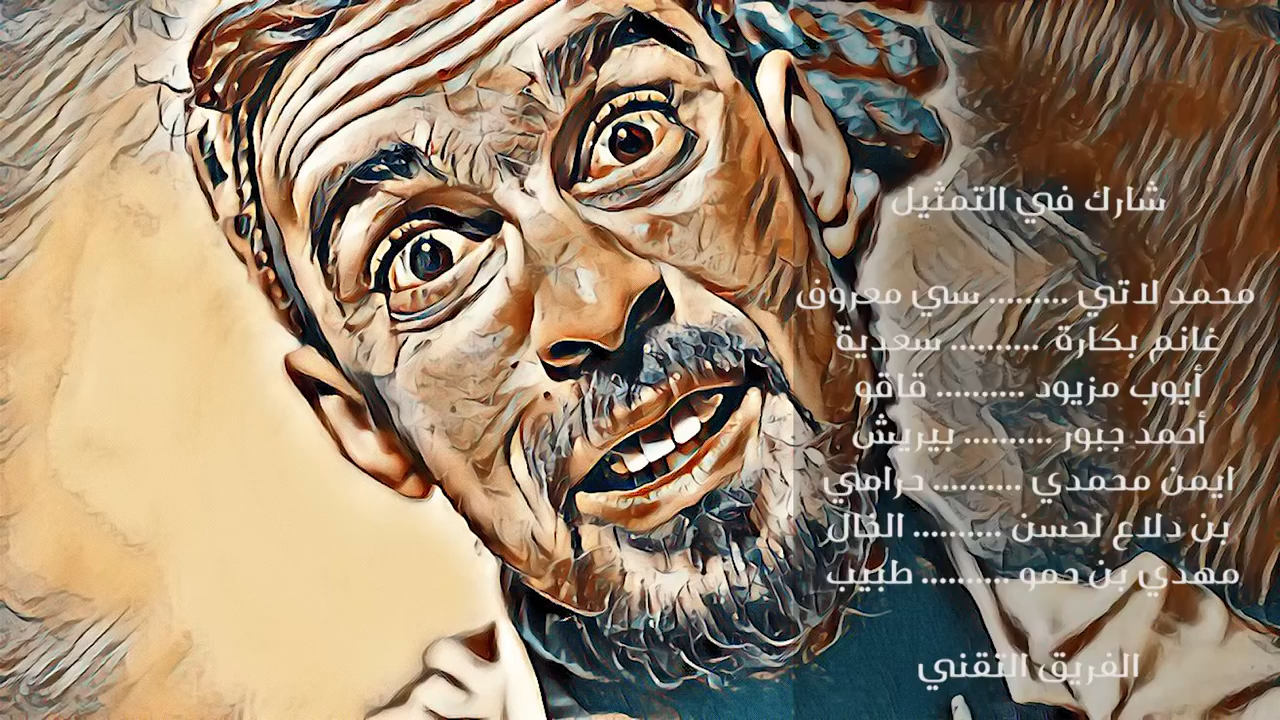 شارك في التمثيل
محمد لاتي ......... سي معروف
غانم بكارة .......... سعدية
أيوب مزيود .......... قاقو
أحمد جبور .......... بيريش
ايمن محمدي .......... حرامي
بن دلاع لحسن .......... الخال
مهدي بن حمو .......... طبيب
الفريق التقني